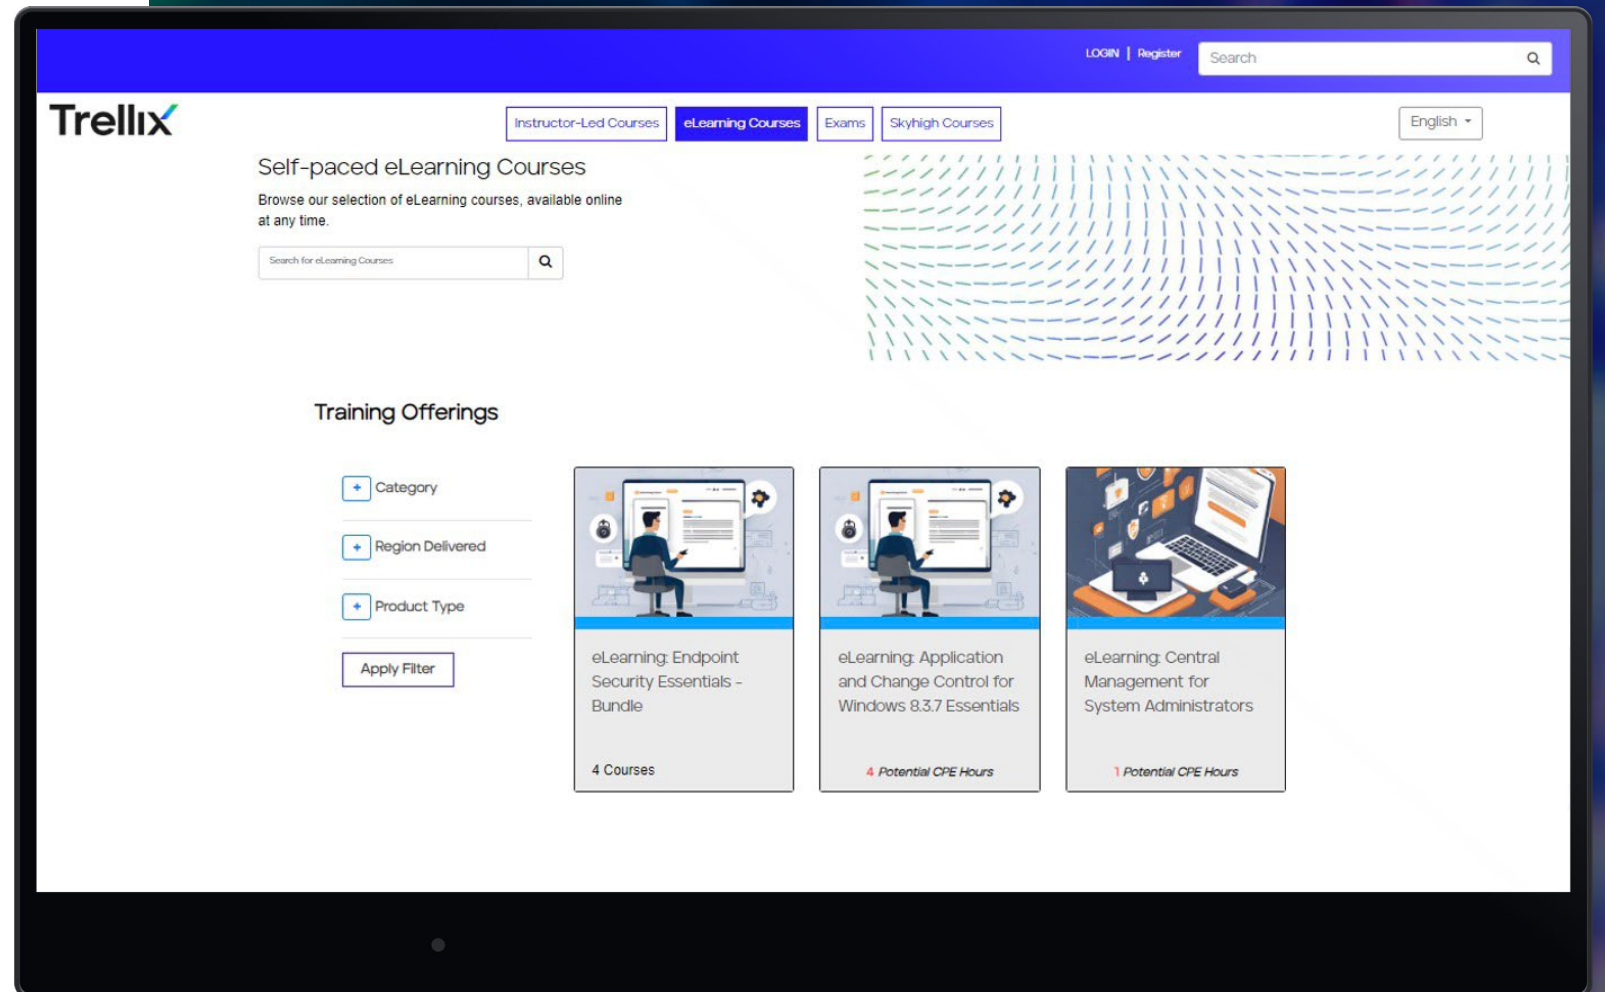 LOGIN | Register
Search
Trellix
Instructor-Led Courses
eLearning Courses
Exams
Skyhigh Courses
English
Self-paced eLearning Courses
Browse our selection of eLearning courses, available online
at any time.
Search for eLearning Courses
Training Offerings
+ Category
+ Region Delivered
+ Product Type
Apply Filter
eLearning: Endpoint
Security Essentials -
Bundle
4 Courses
eLearning: Application
and Change Control for
Windows 8.3.7 Essentials
4 Potential CPE Hours
eLearning: Central
Management for
System Administrators
1 Potential CPE Hours